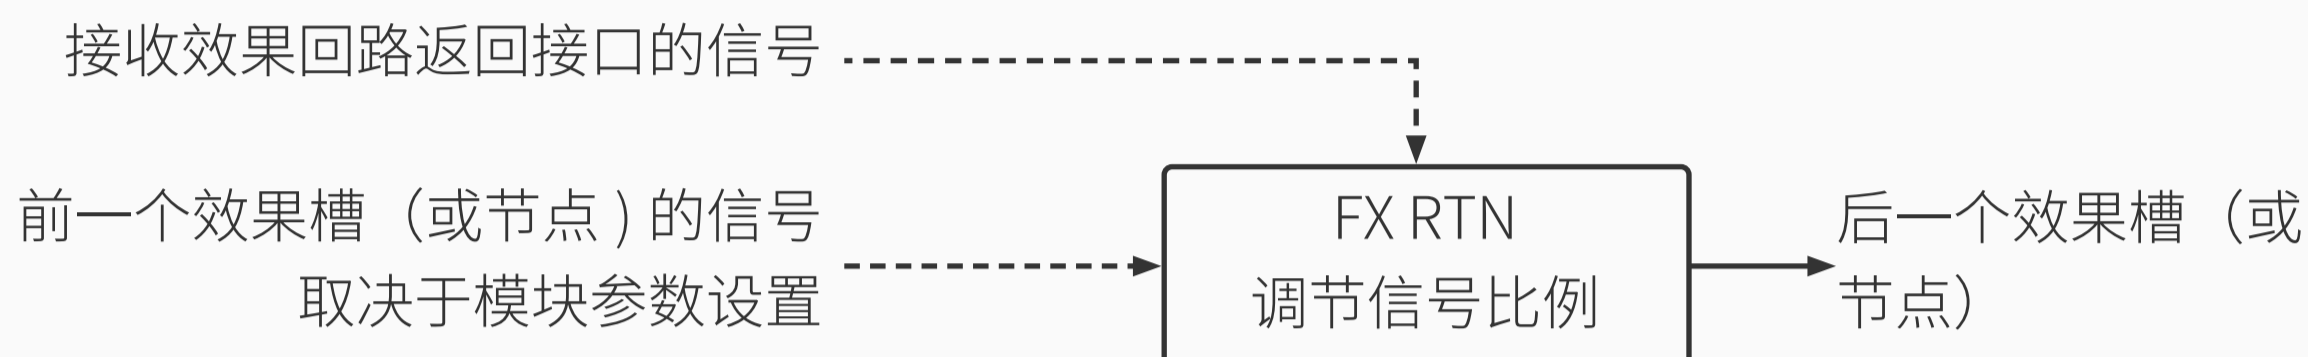 接收效果回路返回接口的信号
前一个效果槽（或节点）的信号
取决于模块参数设置
FX RTN
调节信号比例
后一个效果槽（或
节点）